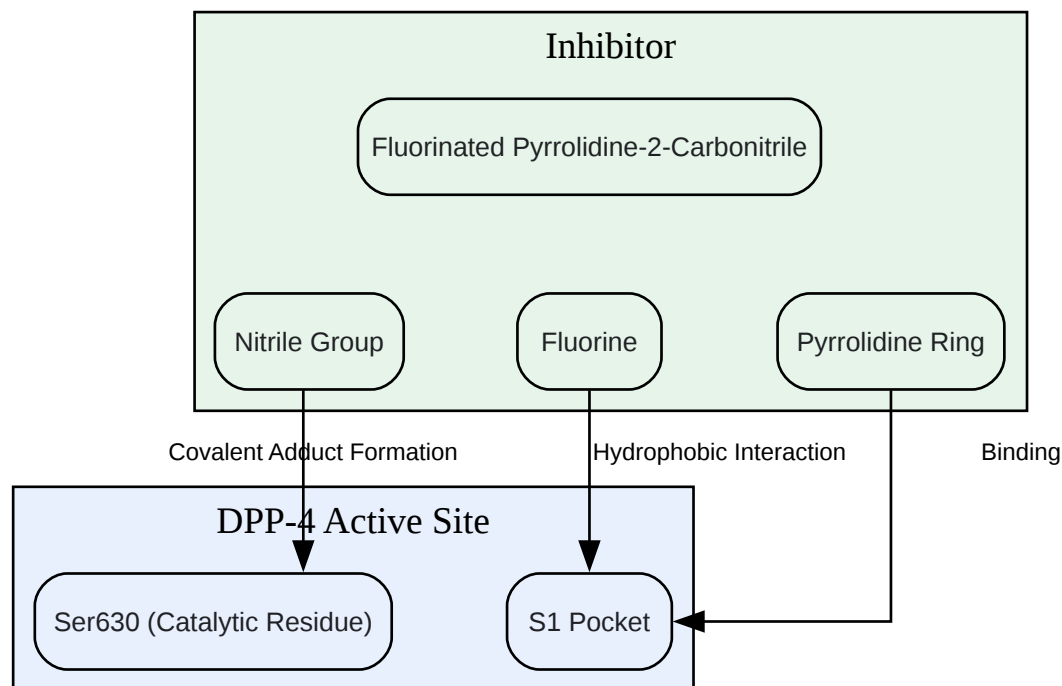 Inhibitor
Fluorinated Pyrrolidine-2-Carbonitrile
Nitrile Group
Fluorine
Pyrrolidine Ring
Covalent Adduct Formation
Hydrophobic Interaction
Binding
DPP-4 Active Site
Ser630 (Catalytic Residue)
S1 Pocket